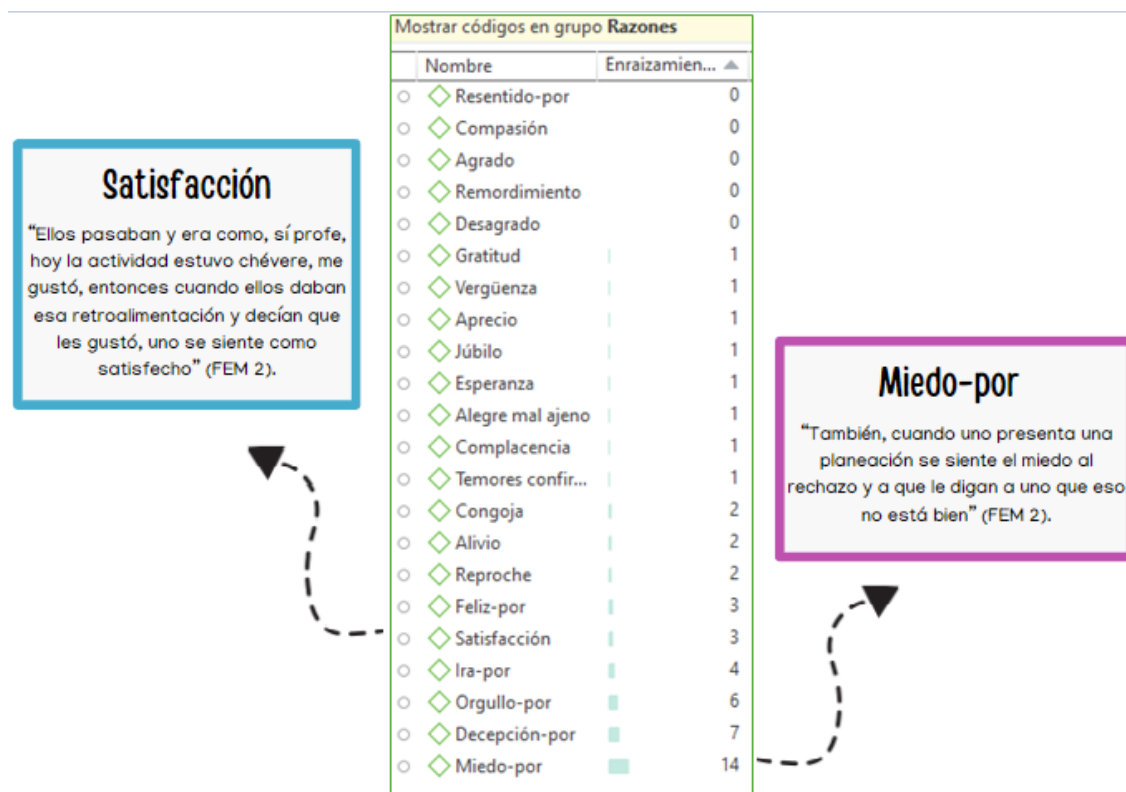 Mostrar códigos en grupo Razones
Nombre Enraizamien...
Resentido-por 0
Compasión 0
Agrado 0
Remordimiento 0
Desagrado 0
Gratitud 1
Vergüenza 1
Aprecio 1
Júbilo 1
Esperanza 1
Alegre mal ajeno 1
Complacencia 1
Temores confir... 1
Congoja 2
Alivio 2
Reproche 2
Feliz-por 3
Satisfacción 3
Ira-por 4
Orgullo-por 6
Decepción-por 7
Miedo-por 14
Satisfacción
“Ellos pasaban y era como, sí profe,
hoy la actividad estuvo chévere, me
gustó, entonces cuando ellos daban
esa retroalimentación y decían que
les gustó, uno se siente como
satisfecho” (FEM 2).
Miedo-por
“También, cuando uno presenta una
planeación se siente el miedo al
rechazo y a que le digan a uno que eso
no está bien” (FEM 2).